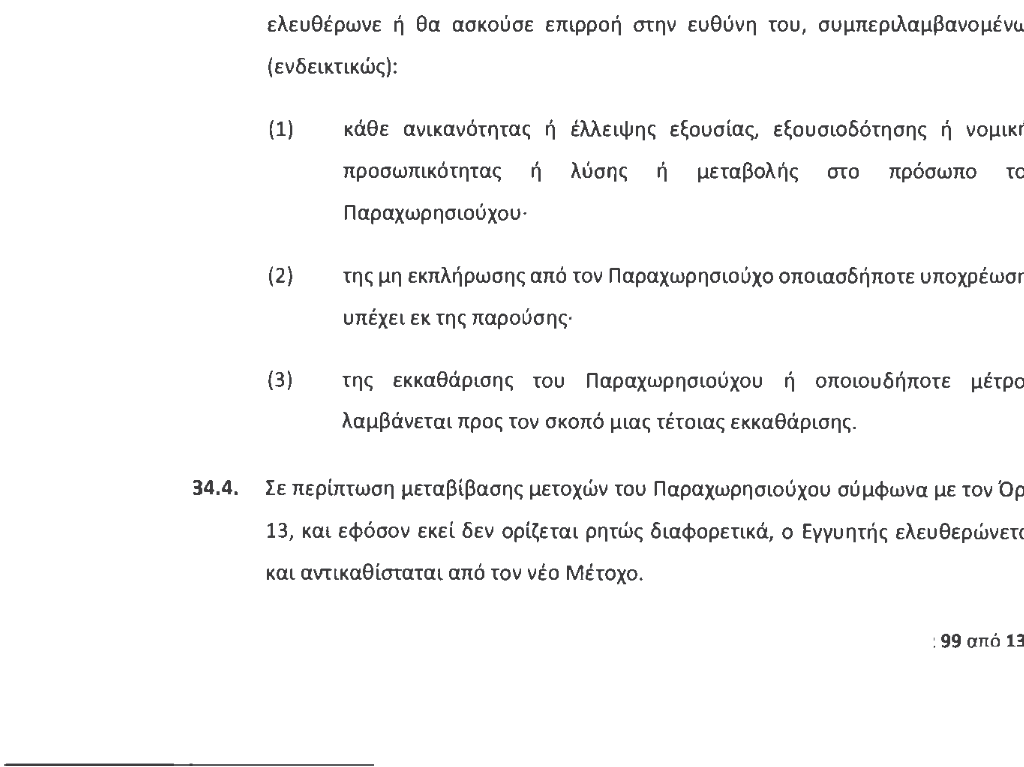 ελευθέρωνε ή θα ασκούσε επιρροή στην ευθύνη του, συμπεριλαμβανομένω
(ενδεικτικώς):
(1) κάθε ανικανότητας ή έλλειψης εξουσίας, εξουσιοδότησης ή νομική
προσωπικότητας ή λύσης ή μεταβολής στο πρόσωπο το
Παραχωρησιούχου·
(2) της μη εκπλήρωσης από τον Παραχωρησιούχο οποιασδήποτε υποχρέωση
υπέχει εκ της παρούσης·
(3) της εκκαθάρισης του Παραχωρησιούχου ή οποιουδήποτε μέτρο
λαμβάνεται προς τον σκοπό μιας τέτοιας εκκαθάρισης.
34.4. Σε περίπτωση μεταβίβασης μετοχών του Παραχωρησιούχου σύμφωνα με τον Όρ
13, και εφόσον εκεί δεν ορίζεται ρητώς διαφορετικά, ο Εγγυητής ελευθερώνετα
και αντικαθίσταται από τον νέο Μέτοχο.
: 99 από 13